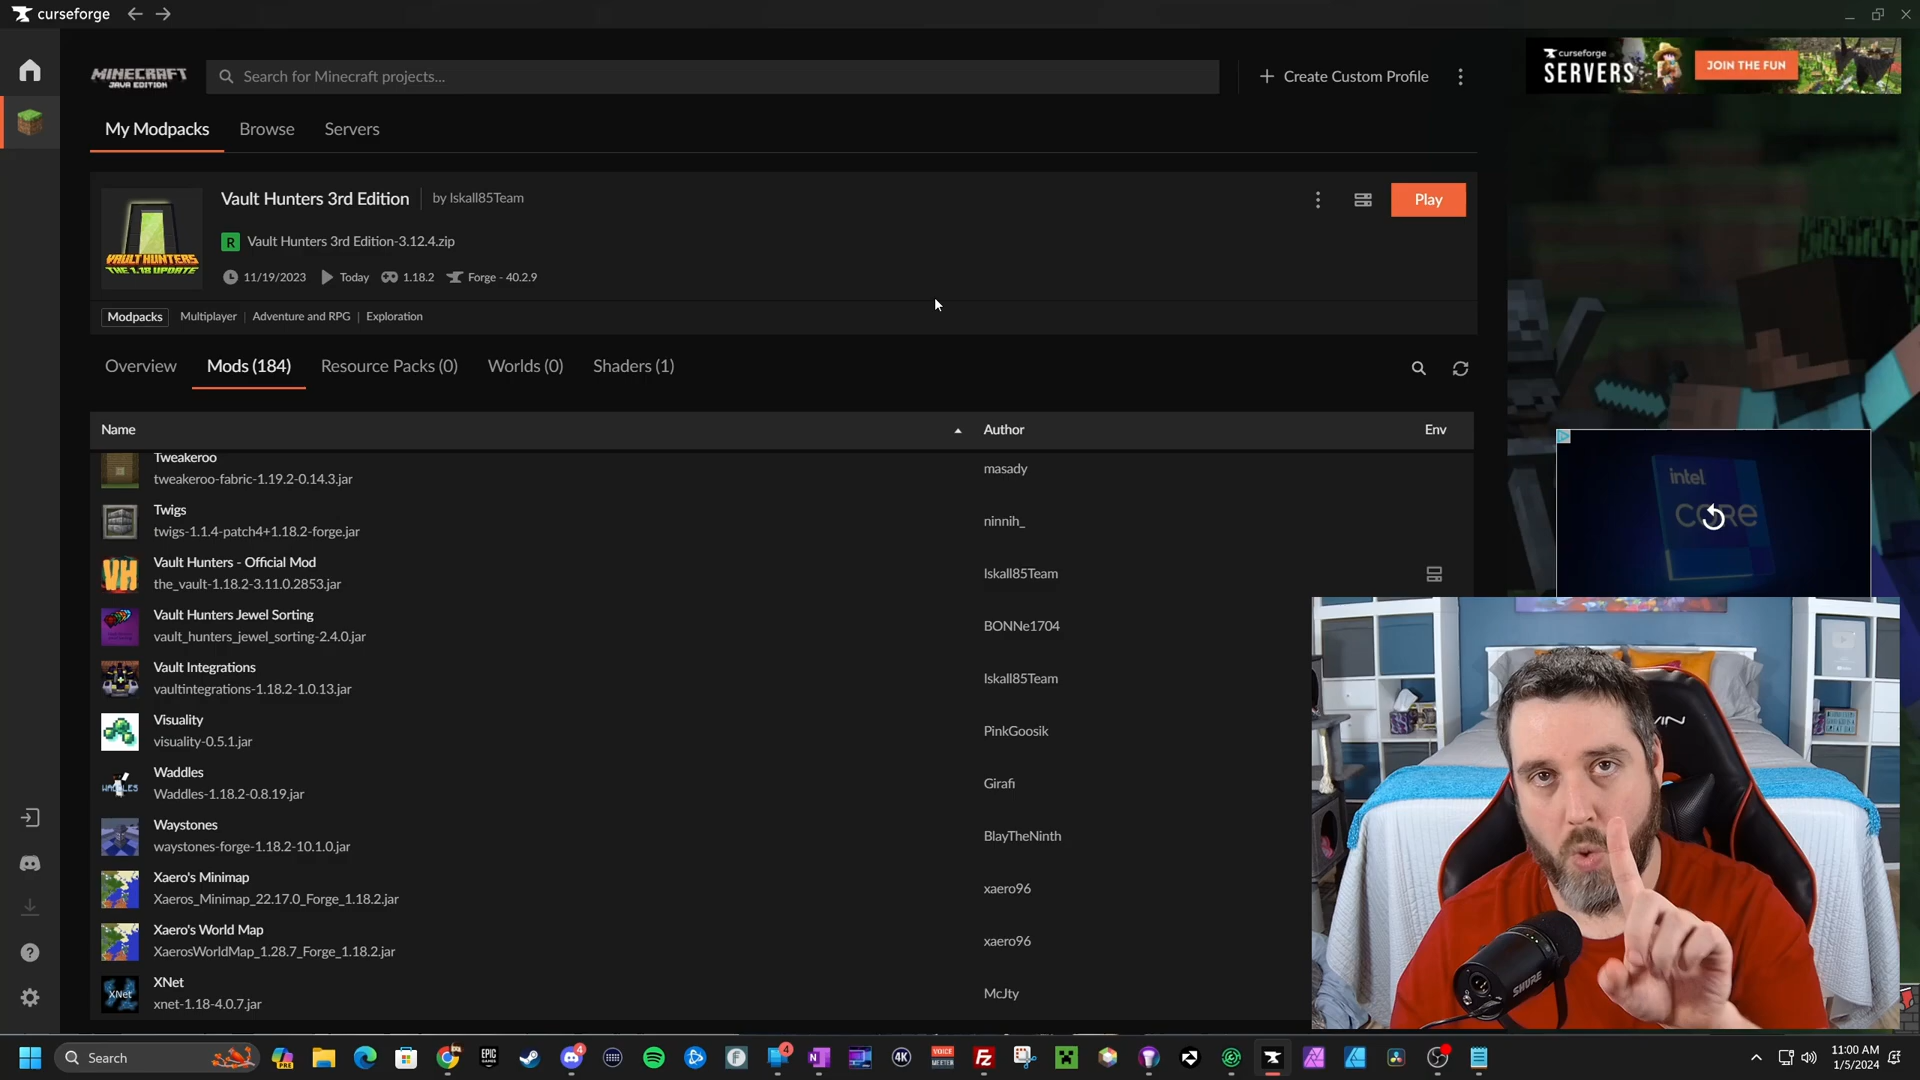 curseforge
MINECRAFT
JAVA EDITION
Search for Minecraft projects...
Create Custom Profile
curseforge
SERVERS
JOIN THE FUN
My Modpacks
Browse
Servers
Vault Hunters 3rd Edition
by Iskall85Team
Play
VAULT HUNTERS
THE 1.18 UPDATE
R
Vault Hunters 3rd Edition-3.12.4.zip
11/19/2023
Today
1.18.2
Forge - 40.2.9
Modpacks
Multiplayer
Adventure and RPG
Exploration
Overview
Mods (184)
Resource Packs (0)
Worlds (0)
Shaders (1)
Name
Author
Env
Tweakeroo
tweakeroo-fabric-1.19.2-0.14.3.jar
masady
Twigs
twigs-1.1.4-patch4+1.18.2-forge.jar
ninnih_
VH
Vault Hunters - Official Mod
the_vault-1.18.2-3.11.0.2853.jar
Iskall85Team
Vault Hunters Jewel Sorting
vault_hunters_jewel_sorting-2.4.0.jar
BONNe1704
Vault Integrations
vaultintegrations-1.18.2-1.0.13.jar
Iskall85Team
Visuality
visuality-0.5.1.jar
PinkGoosik
WADDLES
Waddles
Waddles-1.18.2-0.8.19.jar
Girafi
Waystones
waystones-forge-1.18.2-10.1.0.jar
BlayTheNinth
Xaero's Minimap
Xaeros_Minimap_22.17.0_Forge_1.18.2.jar
xaero96
Xaero's World Map
XaerosWorldMap_1.28.7_Forge_1.18.2.jar
xaero96
XNet
XNet
xnet-1.18-4.0.7.jar
McJty
intel
CORE
SHURE
Search
PRE
EPIC
GAMES
4
4
4K
VOICE
MEETER
11:00 AM
1/5/2024